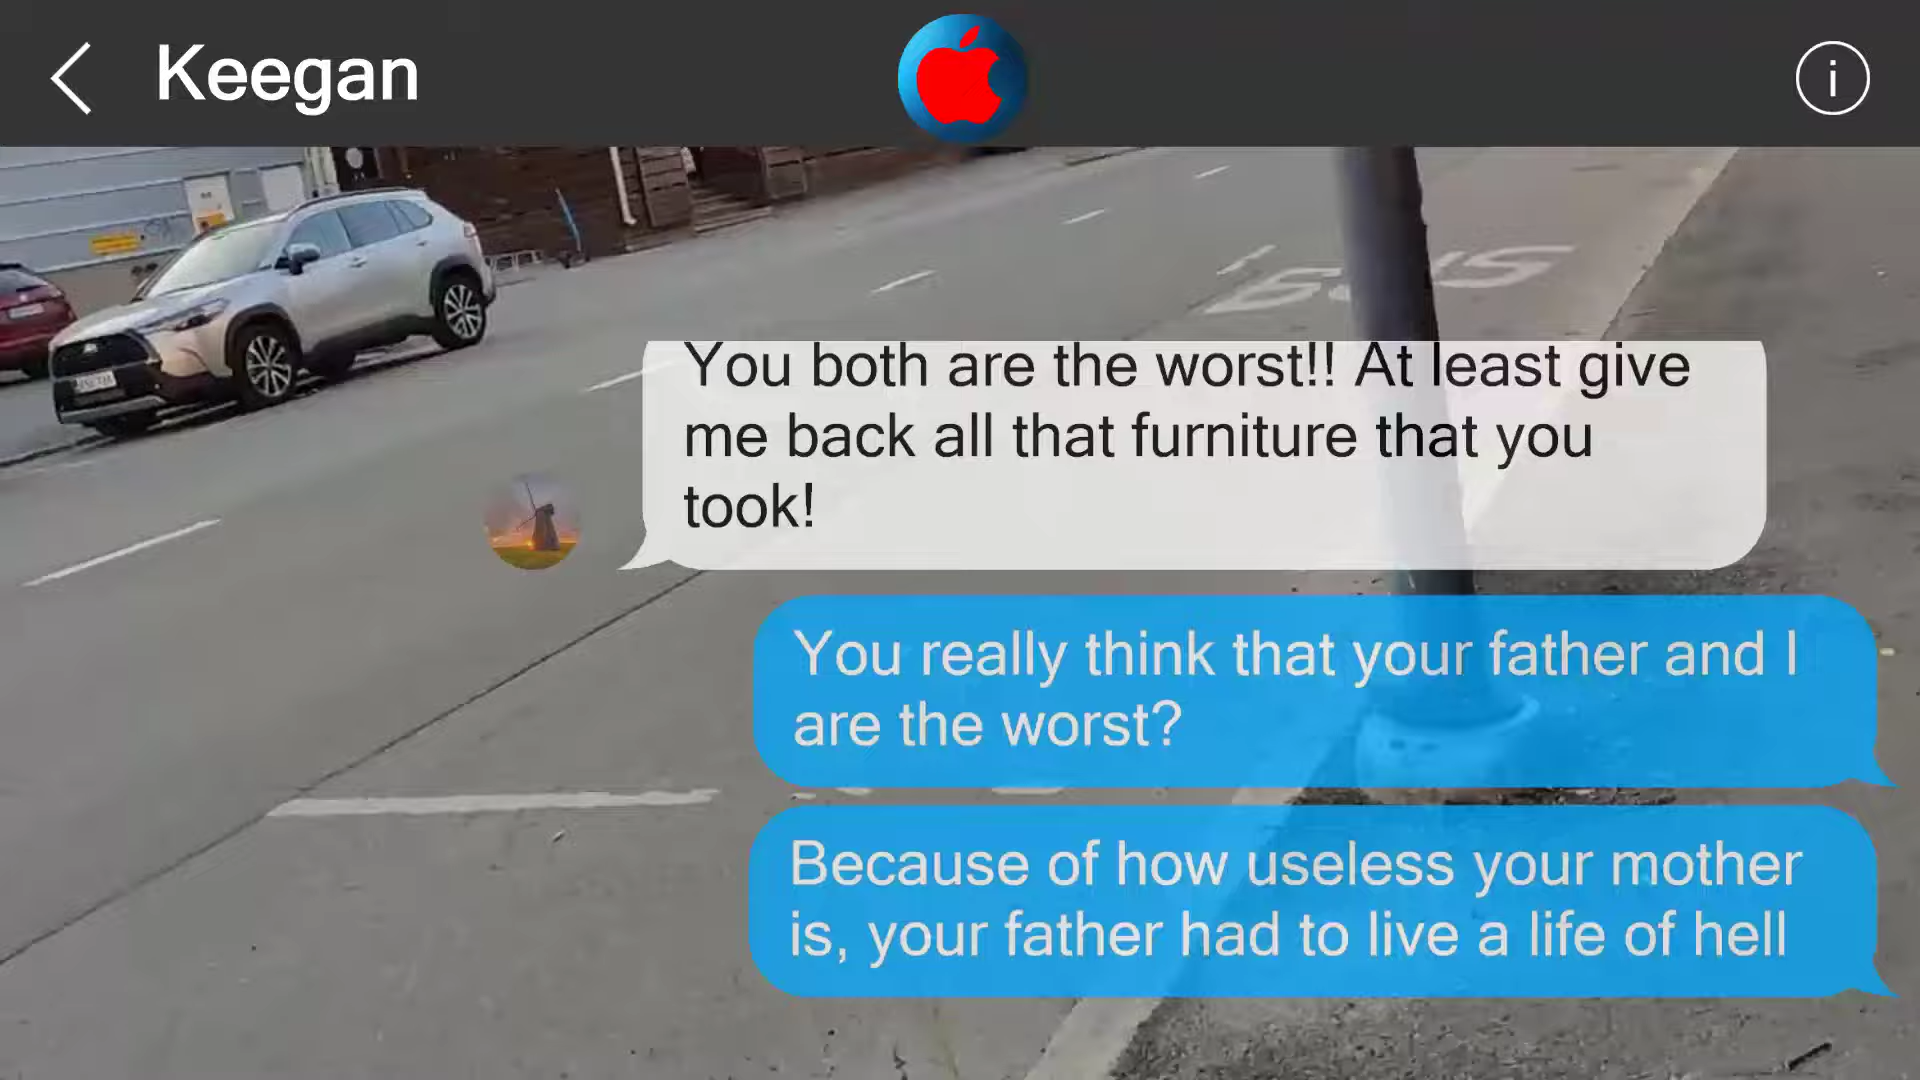 Keegan
i
You both are the worst!! At least give
me back all that furniture that you
took!
You really think that your father and I
are the worst?
Because of how useless your mother
is, your father had to live a life of hell
BUS